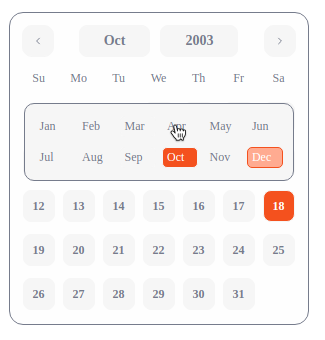 Oct 2003
Su Mo Tu We Th Fr Sa
Jan Feb Mar Apr May Jun
Jul Aug Sep Oct Nov Dec
12 13 14 15 16 17 18
19 20 21 22 23 24 25
26 27 28 29 30 31